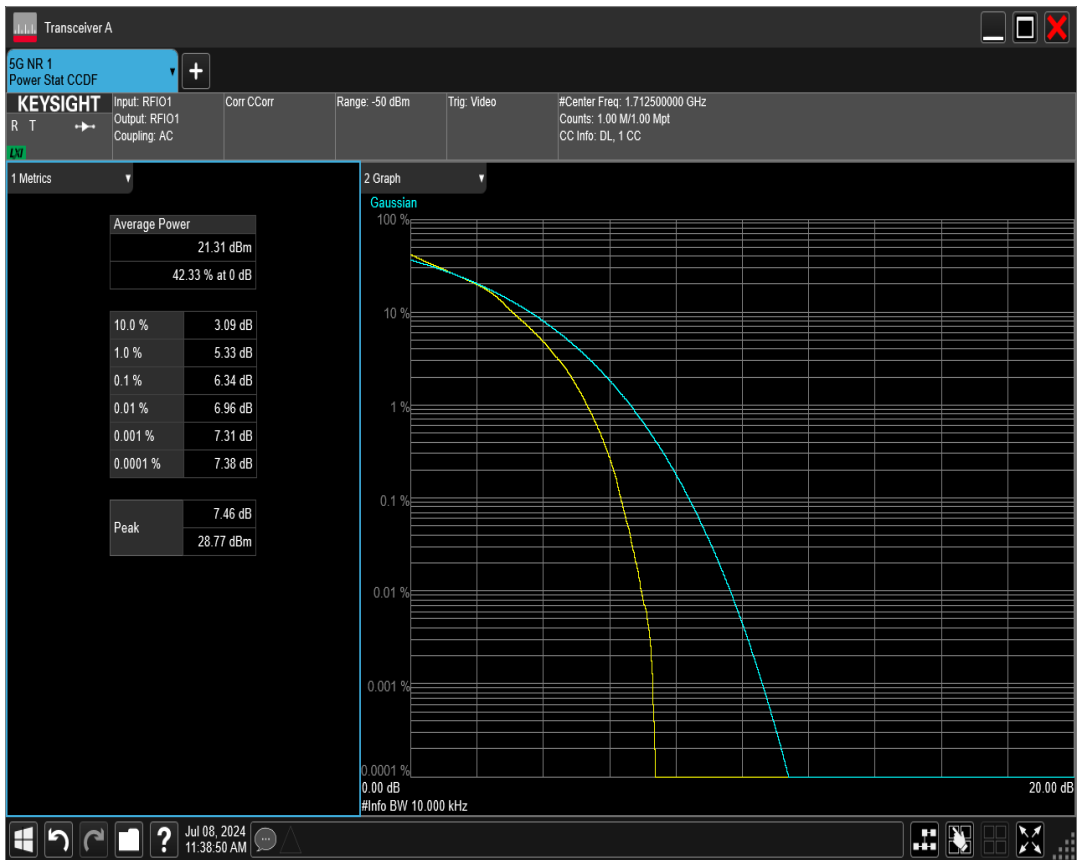 Transceiver A
5G NR 1
Power Stat CCDF
+
KEYSIGHT
R T
LXI
Input: RFIO1
Output: RFIO1
Coupling: AC
Corr CCorr
Range: -50 dBm
Trig: Video
#Center Freq: 1.712500000 GHz
Counts: 1.00 M/1.00 Mpt
CC Info: DL, 1 CC
1 Metrics
Average Power
21.31 dBm
42.33 % at 0 dB
10.0 % 3.09 dB
1.0 % 5.33 dB
0.1 % 6.34 dB
0.01 % 6.96 dB
0.001 % 7.31 dB
0.0001 % 7.38 dB
Peak
7.46 dB
28.77 dBm
2 Graph
Gaussian
100 %
10 %
1 %
0.1 %
0.01 %
0.001 %
0.0001 %
0.00 dB 20.00 dB
#Info BW 10.000 kHz
?
Jul 08, 2024
11:38:50 AM